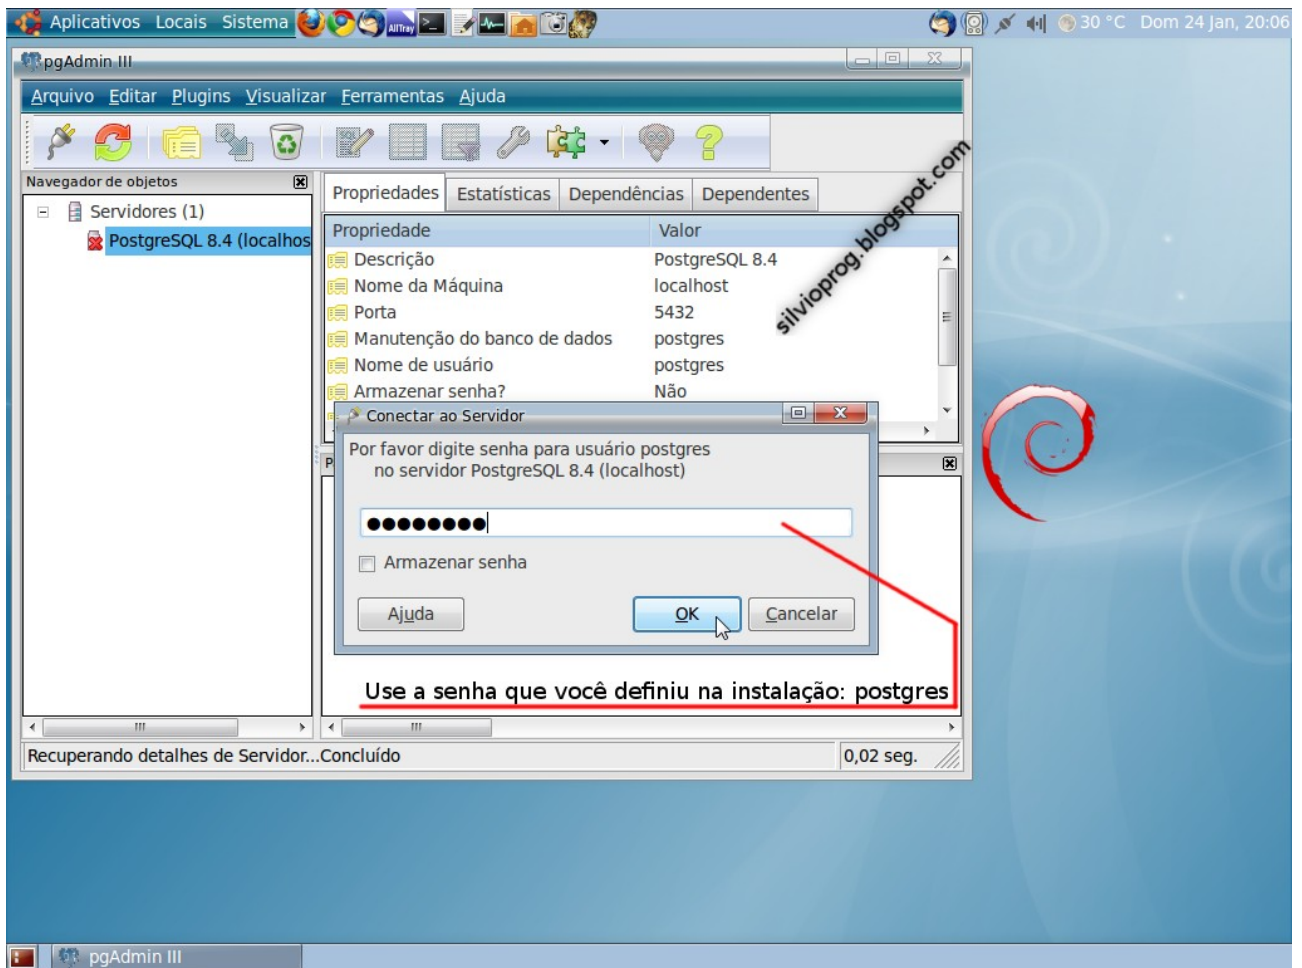 Aplicativos Locais Sistema AllTray 30 °C Dom 24 Jan, 20:06
pgAdmin III
Arquivo Editar Plugins Visualizar Ferramentas Ajuda
SQL
Navegador de objetos
Servidores (1)
PostgreSQL 8.4 (localhos
Propriedades Estatísticas Dependências Dependentes
Propriedade Valor
Descrição PostgreSQL 8.4
Nome da Máquina localhost
Porta 5432
Manutenção do banco de dados postgres
Nome de usuário postgres
Armazenar senha? Não
silvioprog.blogspot.com
Conectar ao Servidor
Por favor digite senha para usuário postgres
no servidor PostgreSQL 8.4 (localhost)
●●●●●●●●
Armazenar senha
Ajuda OK Cancelar
Use a senha que você definiu na instalação: postgres
Recuperando detalhes de Servidor...Concluído 0,02 seg.
pgAdmin III